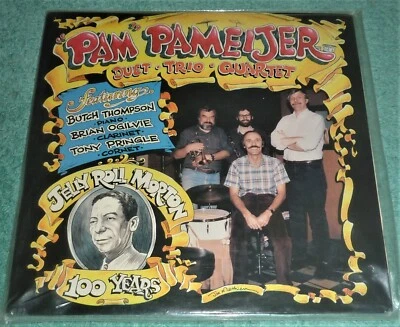 "PAM" PAMEIJER
DUET • TRIO • QUARTET
Featuring..
BUTCH THOMPSON
PIANO
BRIAN OGILVIE
CLARINET
TONY PRINGLE
CORNET
JELLY ROLL MORTON
100 YEARS